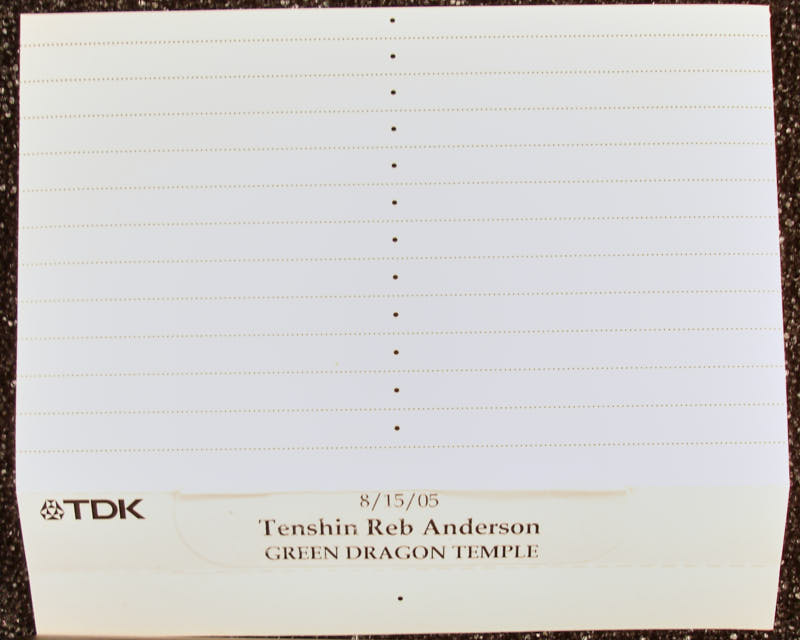 TDK
8/15/05
Tenshin Reb Anderson
GREEN DRAGON TEMPLE